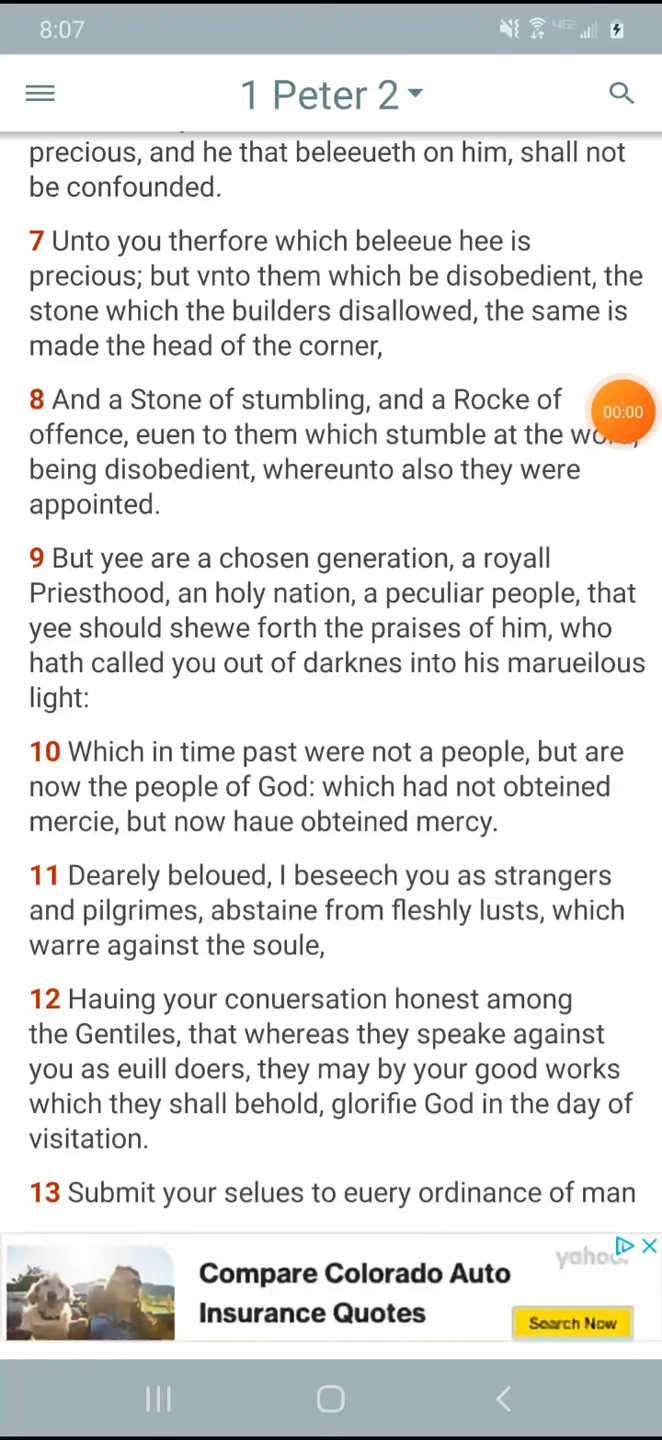 8:07
4G
1 Peter 2
precious, and he that beleeueth on him, shall not
be confounded.
7 Unto you therfore which beleeue hee is
precious; but vnto them which be disobedient, the
stone which the builders disallowed, the same is
made the head of the corner,
8 And a Stone of stumbling, and a Rocke of
00:00
offence, euen to them which stumble at the
being disobedient, whereunto also they were
appointed.
9 But yee are a chosen generation, a royall
Priesthood, an holy nation, a peculiar people, that
yee should shewe forth the praises of him, who
hath called you out of darknes into his marueilous
light:
10 Which in time past were not a people, but are
now the people of God: which had not obteined
mercie, but now haue obteined mercy.
11 Dearely beloued, I beseech you as strangers
and pilgrimes, abstaine from fleshly lusts, which
warre against the soule,
12 Hauing your conuersation honest among
the Gentiles, that whereas they speake against
you as euill doers, they may by your good works
which they shall behold, glorifie God in the day of
visitation.
13 Submit your selues to euery ordinance of man
yahoo!
Compare Colorado Auto
Insurance Quotes
Search Now